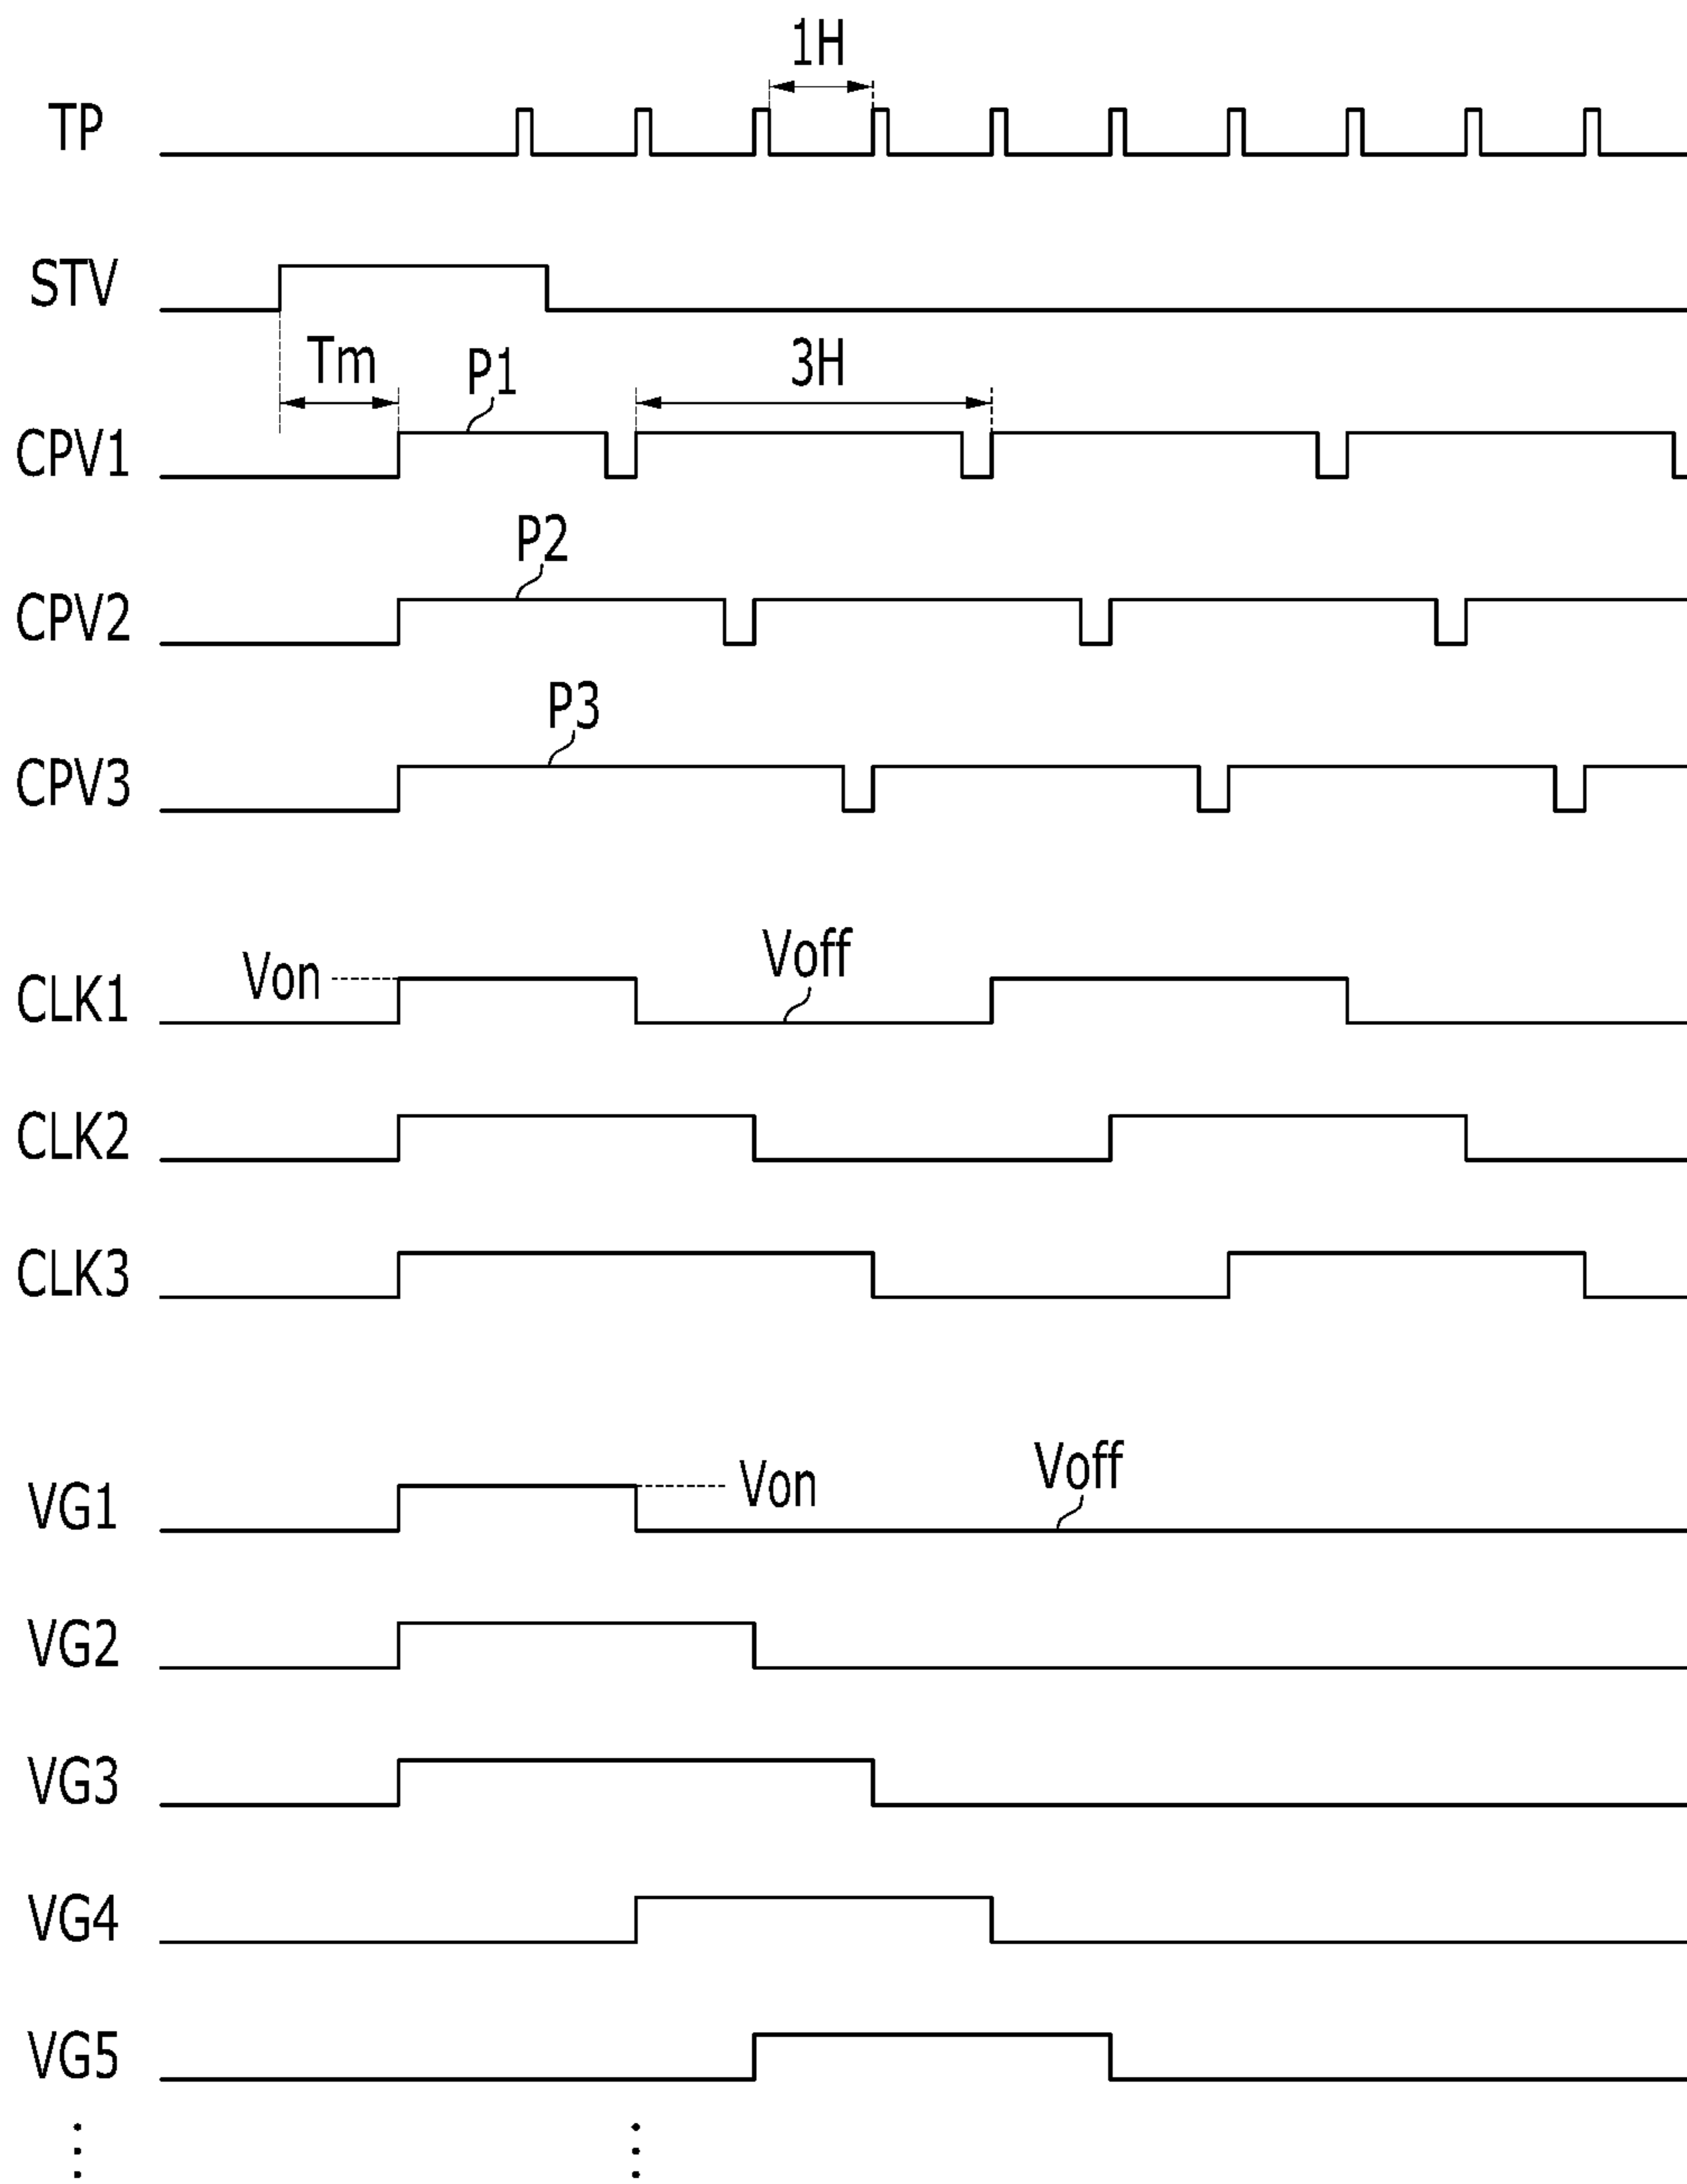 1H
TP
STV
Tm
P1
3H
CPV1
P2
CPV2
P3
CPV3
Von
Voff
CLK1
CLK2
CLK3
Von
Voff
VG1
VG2
VG3
VG4
VG5